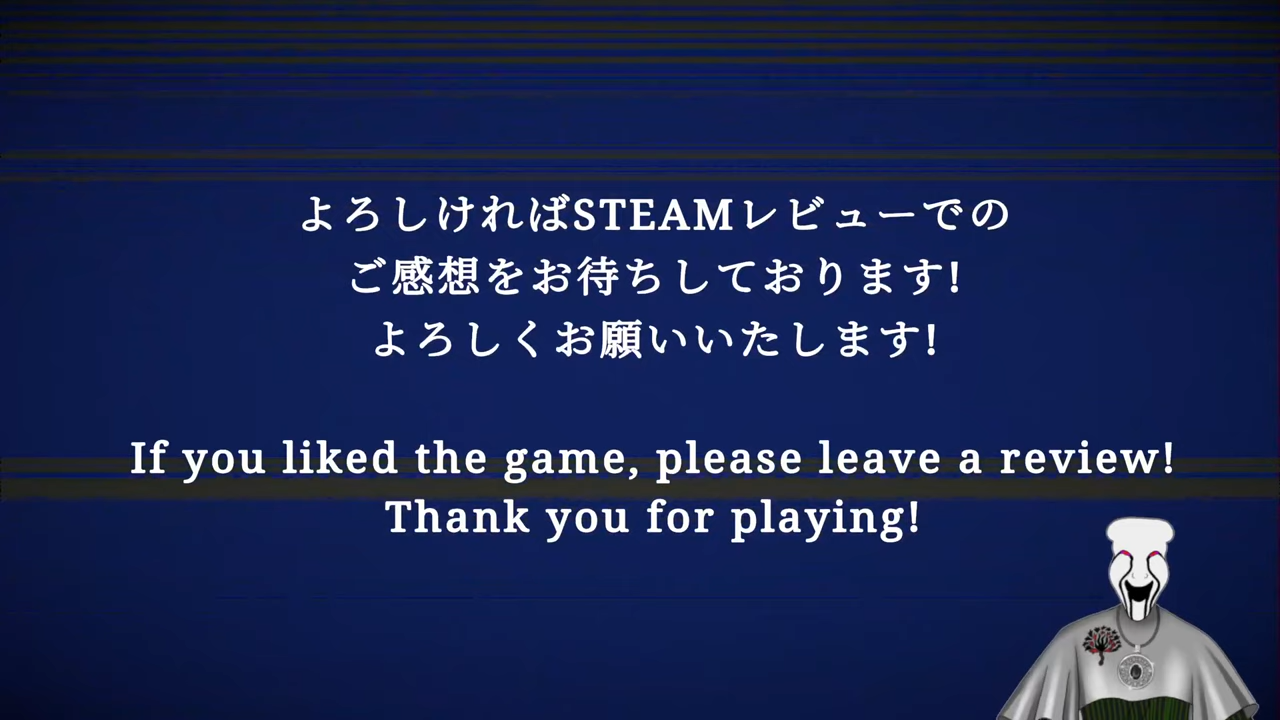 よろしければSTEAMレビューでの
ご感想をお待ちしております!
よろしくお願いいたします!
If you liked the game, please leave a review!
Thank you for playing!